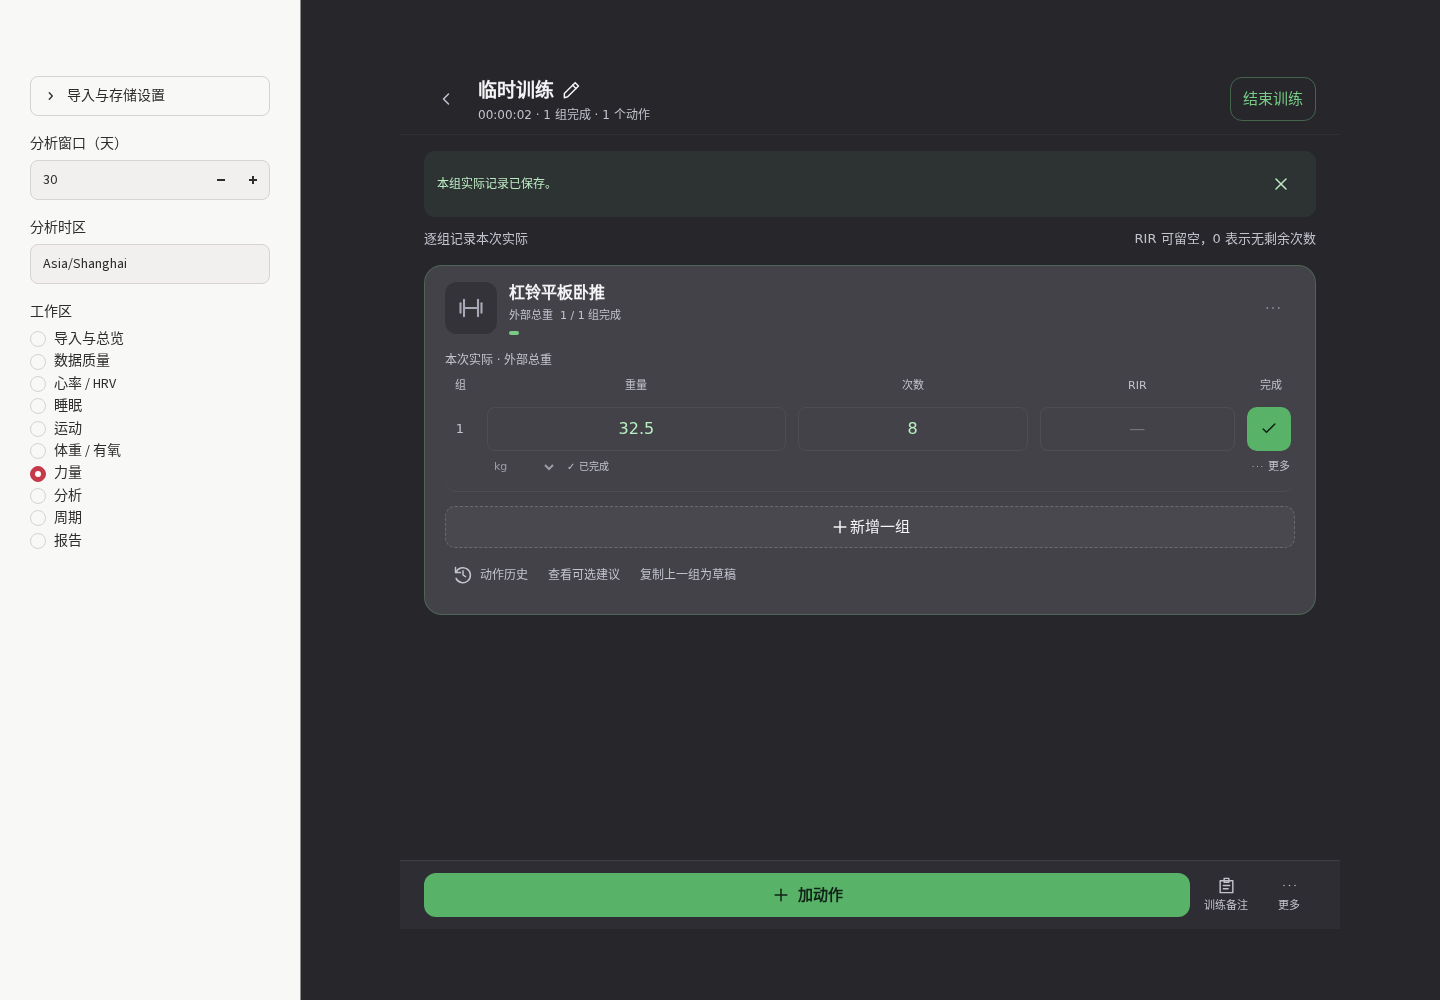 导入与存储设置
分析窗口（天）
30
分析时区
Asia/Shanghai
工作区
导入与总览
数据质量
心率 / HRV
睡眠
运动
体重 / 有氧
力量
分析
周期
报告
临时训练
00:00:02 · 1 组完成 · 1 个动作
结束训练
本组实际记录已保存。
逐组记录本次实际
RIR 可留空，0 表示无剩余次数
杠铃平板卧推
外部总重 1 / 1 组完成
···
本次实际 · 外部总重
组 重量 次数 RIR 完成
1 32.5 8 —
kg ✓ 已完成 ··· 更多
新增一组
动作历史 查看可选建议 复制上一组为草稿
加动作
训练备注
···
更多